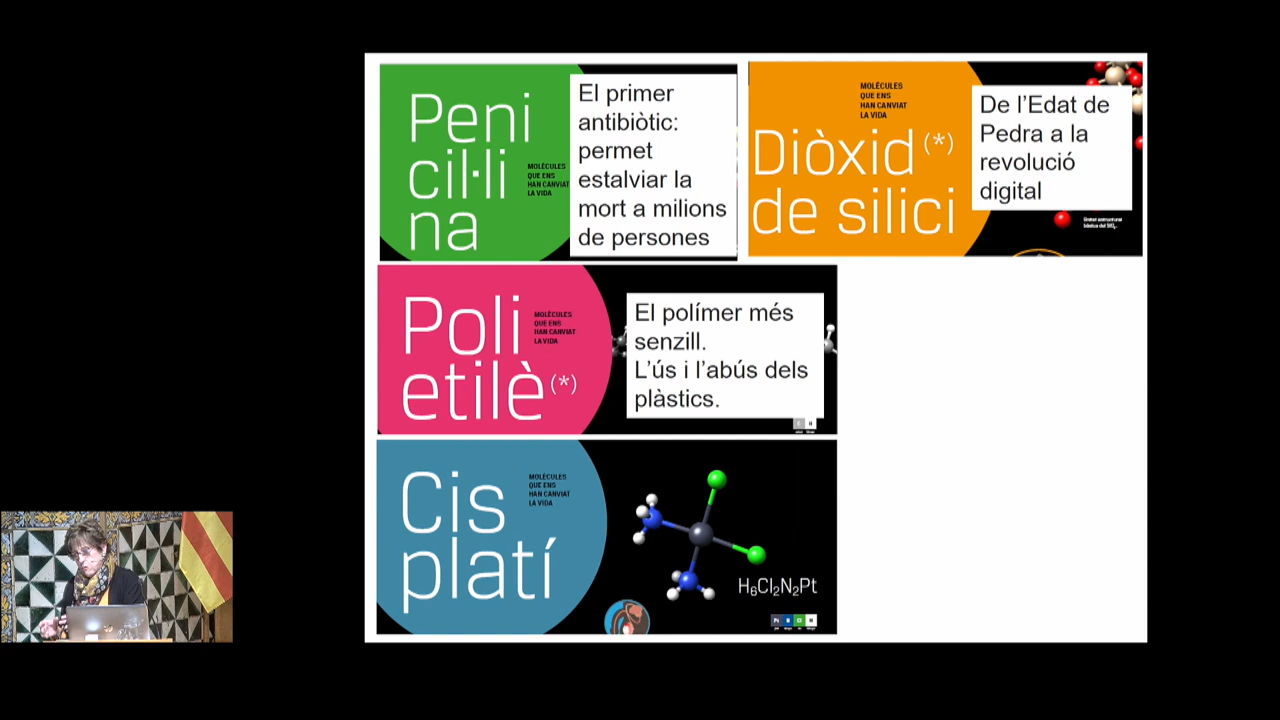 Peni
cil·li
na
MOLÈCULES
QUE ENS
HAN CANVIAT
LA VIDA
El primer
antibiòtic:
permet
estalviar la
mort a milions
de persones
MOLÈCULES
QUE ENS
HAN CANVIAT
LA VIDA
Diòxid (*)
de silici
De l'Edat de
Pedra a la
revolució
digital
Poli
etilè (*)
MOLÈCULES
QUE ENS
HAN CANVIAT
LA VIDA
El polímer més
senzill.
L'ús i l'abús dels
plàstics.
Cis
platí
MOLÈCULES
QUE ENS
HAN CANVIAT
LA VIDA
H₆Cl₂N₂Pt